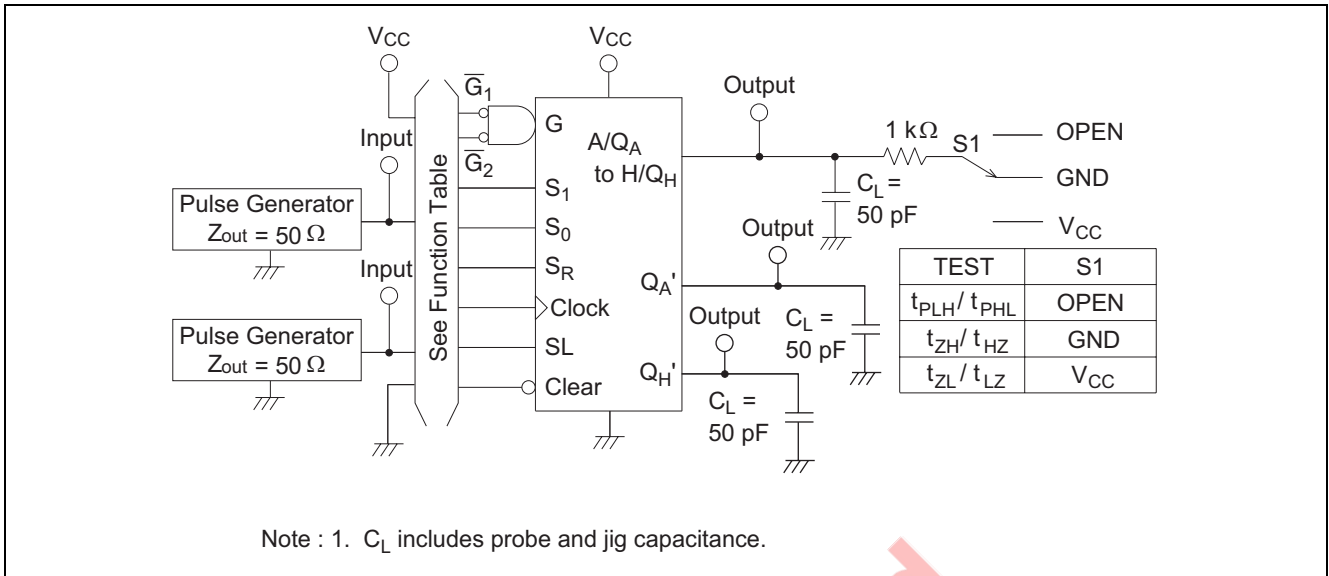 VCC
VCC
G1
Output
Input
G
A/QA
to H/QH
1 kΩ
S1
OPEN
GND
VCC
G2
CL =
50 pF
Pulse Generator
Zout = 50 Ω
See Function Table
S1
S0
SR
Clock
SL
Clear
Input
Pulse Generator
Zout = 50 Ω
Output
QA'
CL =
50 pF
Output
QH'
CL =
50 pF
TEST S1
tPLH / tPHL OPEN
tZH / tHZ GND
tZL / tLZ VCC
Note : 1. CL includes probe and jig capacitance.